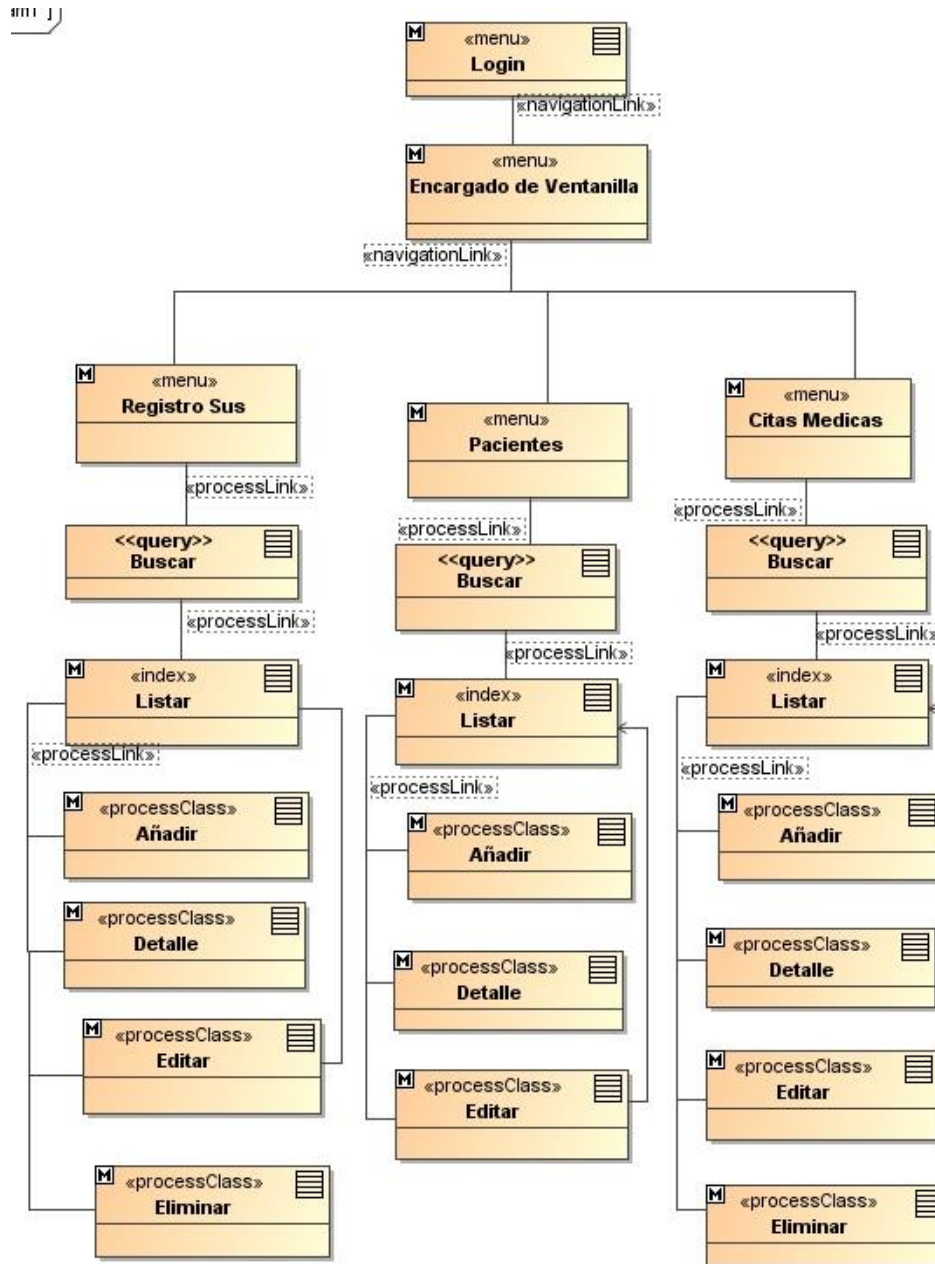 «menu»
Login
«navigationLink»
«menu»
Encargado de Ventanilla
«navigationLink»
«menu»
Registro Sus
«processLink»
<<query>>
Buscar
«processLink»
«index»
Listar
«processLink»
«processClass»
Añadir
«processClass»
Detalle
«processClass»
Editar
«processClass»
Eliminar
«menu»
Pacientes
«processLink»
<<query>>
Buscar
«processLink»
«index»
Listar
«processLink»
«processClass»
Añadir
«processClass»
Detalle
«processClass»
Editar
«menu»
Citas Medicas
«processLink»
<<query>>
Buscar
«processLink»
«index»
Listar
«processLink»
«processClass»
Añadir
«processClass»
Detalle
«processClass»
Editar
«processClass»
Eliminar